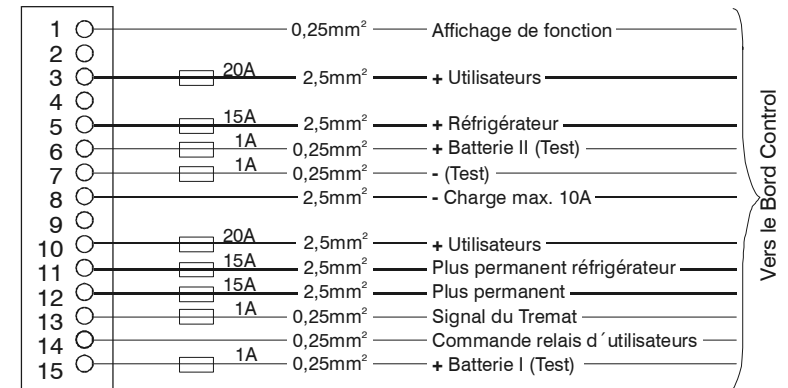 1 0,25mm² Affichage de fonction
2
3 20A 2,5mm² + Utilisateurs
4
5 15A 2,5mm² + Réfrigérateur
6 1A 0,25mm² + Batterie II (Test)
7 1A 0,25mm² - (Test)
8 2,5mm² - Charge max. 10A
9
10 20A 2,5mm² + Utilisateurs
11 15A 2,5mm² Plus permanent réfrigérateur
12 15A 2,5mm² Plus permanent
13 1A 0,25mm² Signal du Tremat
14 0,25mm² Commande relais d´utilisateurs
15 1A 0,25mm² + Batterie I (Test)
Vers le Bord Control